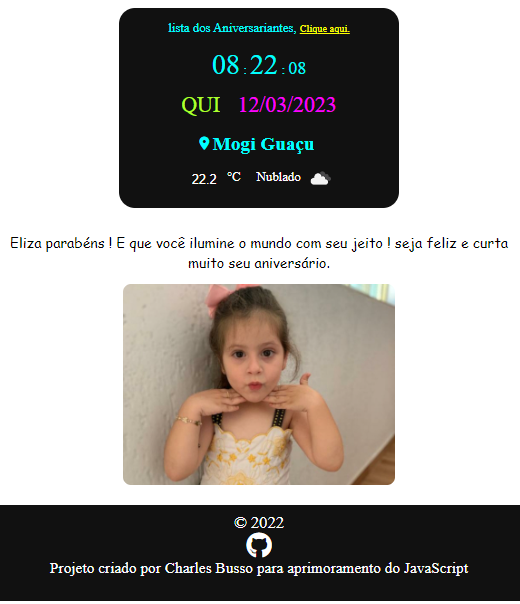 lista dos Aniversariantes, Clique aqui.
08 : 22 : 08
QUI 12/03/2023
Mogi Guaçu
22.2 °C Nublado
Eliza parabéns ! E que você ilumine o mundo com seu jeito ! seja feliz e curta
muito seu aniversário.
© 2022
Projeto criado por Charles Busso para aprimoramento do JavaScript